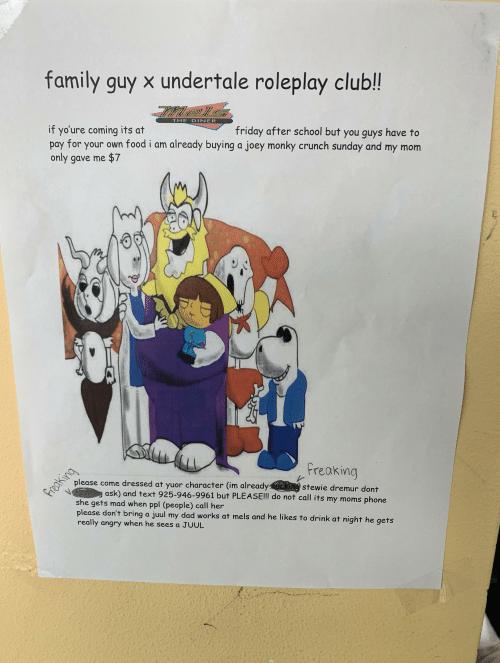 family guy x undertale roleplay club!!
if yo'ure coming its at Mel's THE DINER friday after school but you guys have to
pay for your own food i am already buying a joey monky crunch sunday and my mom
only gave me $7
freaking
please come dressed at yuor character (im already stewie dremur dont
freaking
ask) and text 925-946-9961 but PLEASE!!! do not call its my moms phone
she gets mad when ppl (people) call her
please don't bring a juul my dad works at mels and he likes to drink at night he gets
really angry when he sees a JUUL